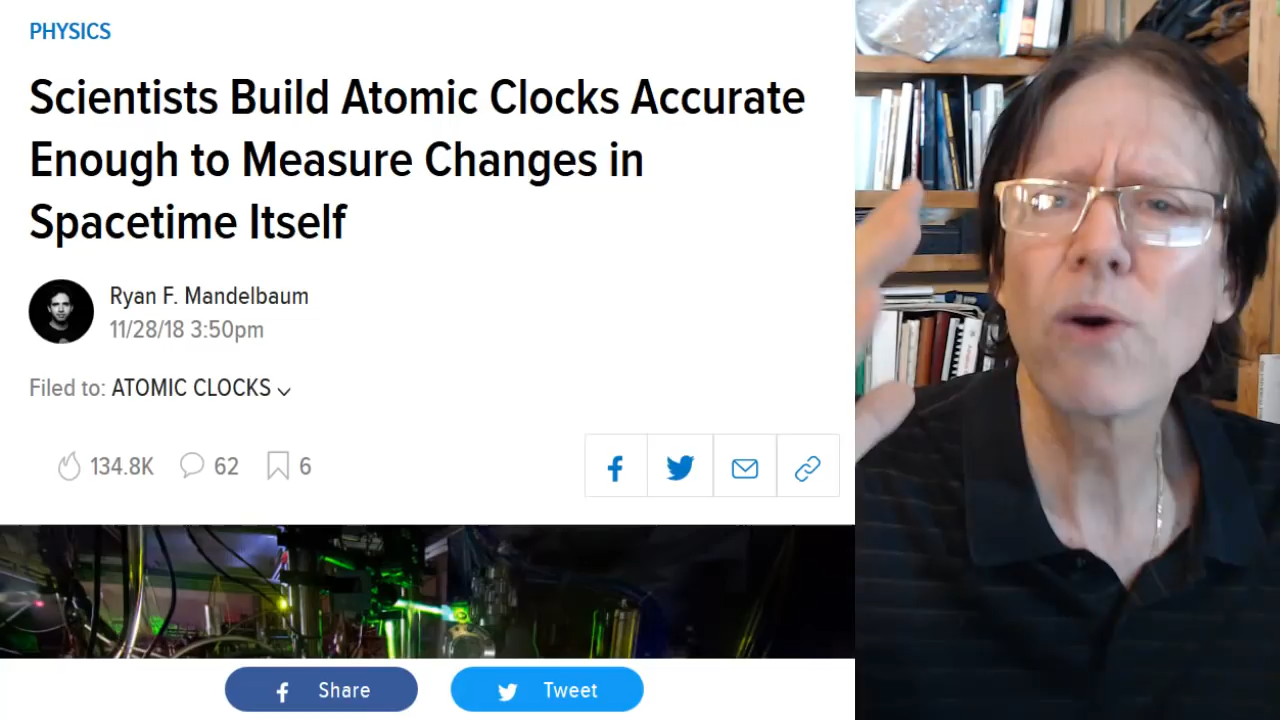 PHYSICS
Scientists Build Atomic Clocks Accurate
Enough to Measure Changes in
Spacetime Itself
Ryan F. Mandelbaum
11/28/18 3:50pm
Filed to: ATOMIC CLOCKS
134.8K 62 6
Share Tweet